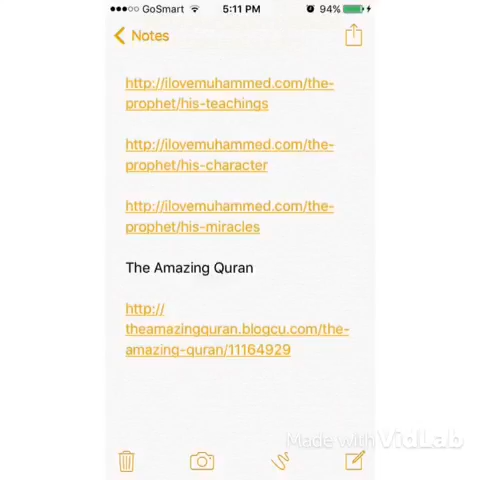 GoSmart 5:11 PM 94%
Notes
http://ilovemuhammed.com/the-
prophet/his-teachings
http://ilovemuhammed.com/the-
prophet/his-character
http://ilovemuhammed.com/the-
prophet/his-miracles
The Amazing Quran
http://
theamazingquran.blogcu.com/the-
amazing-quran/11164929
Made with VidLab